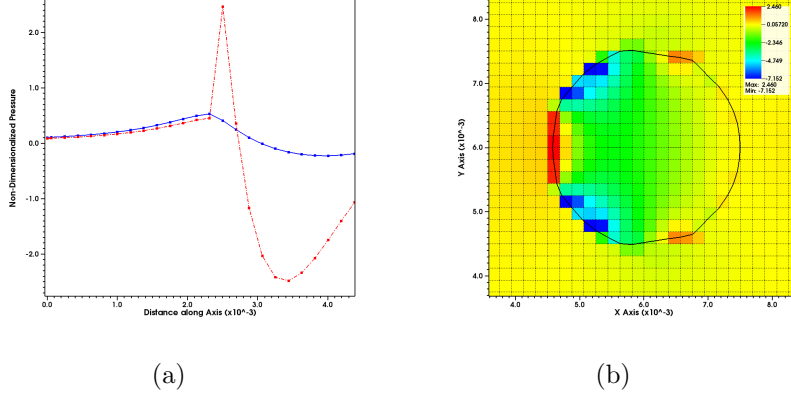 2.0
1.0
0.0
-1.0
-2.0
Non-Dimensionalized Pressure
0.0 1.0 2.0 3.0 4.0
Distance along Axis (x10^-3)
(a)
8.0
7.0
6.0
5.0
4.0
Y Axis (x10^-3)
4.0 5.0 6.0 7.0 8.0
X Axis (x10^-3)
2.460
0.05720
-2.346
-4.749
-7.152
Max: 2.460
Min: -7.152
(b)